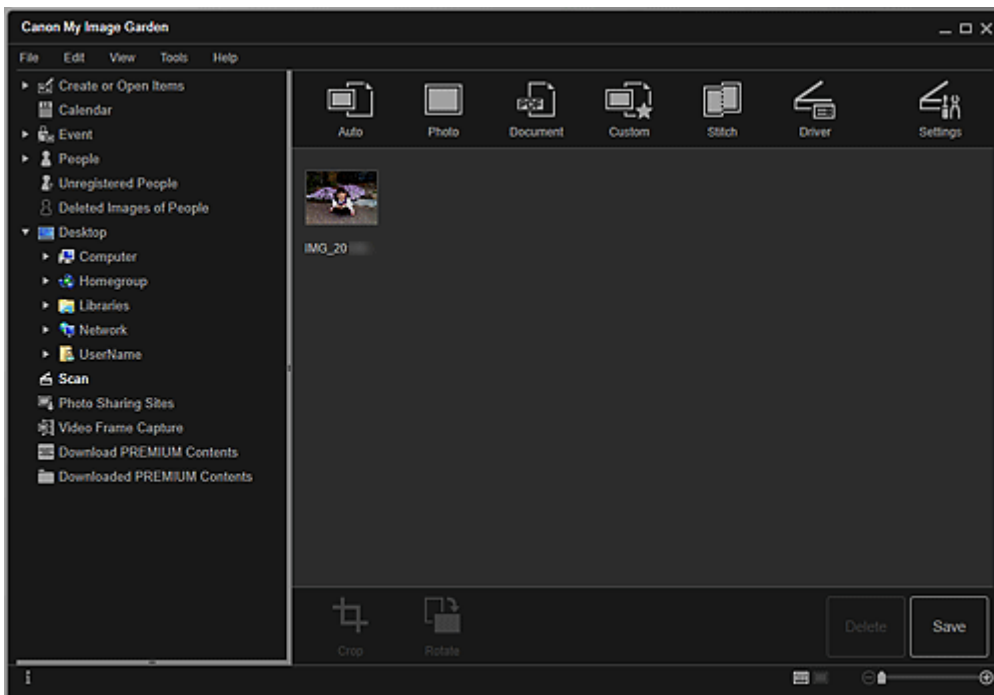 Canon My Image Garden
File Edit View Tools Help
Create or Open Items
Calendar
Event
People
Unregistered People
Deleted Images of People
Desktop
Computer
Homegroup
Libraries
Network
UserName
Scan
Photo Sharing Sites
Video Frame Capture
Download PREMIUM Contents
Downloaded PREMIUM Contents
Auto Photo Document Custom Stitch Driver Settings
PDF
IMG_20
Crop Rotate Delete Save